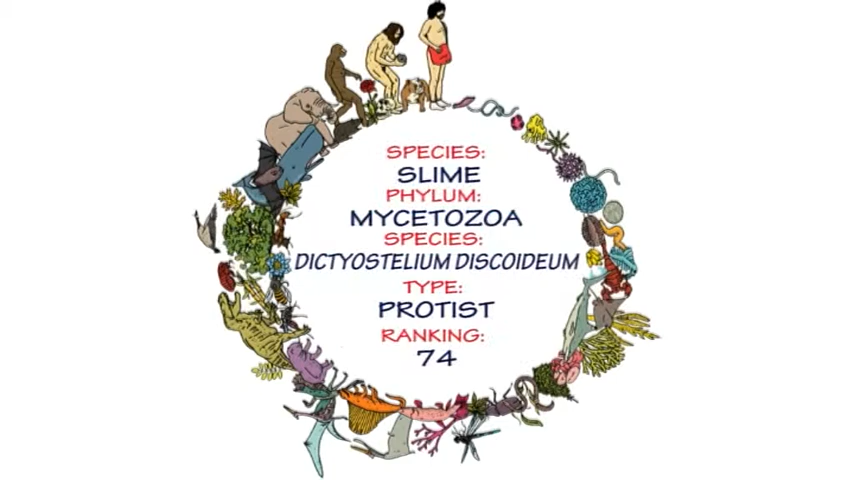 SPECIES:
SLIME
PHYLUM:
MYCETOZOA
SPECIES:
DICTYOSTELIUM DISCOIDEUM
TYPE:
PROTIST
RANKING:
74